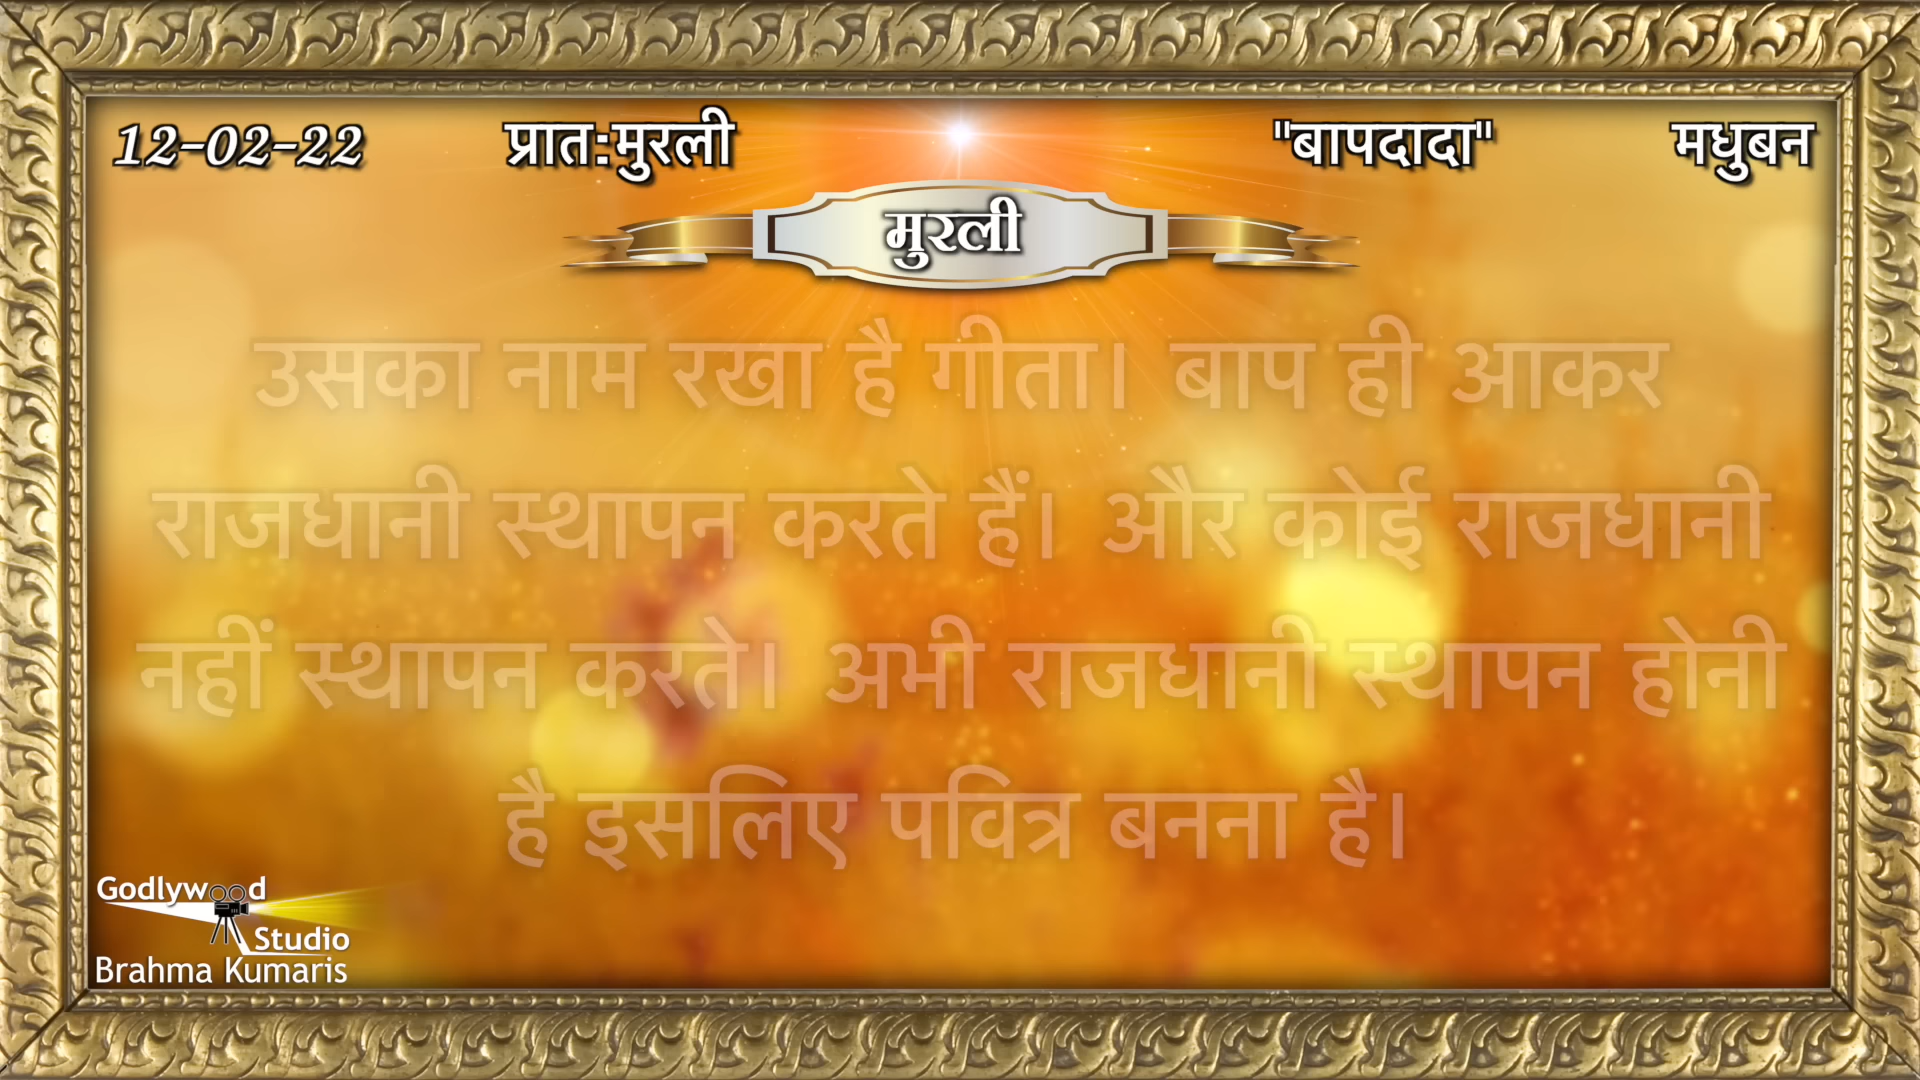 12-02-22 प्रात:मुरली "बापदादा" मधुबन
मुरली
उसका नाम रखा है गीता। बाप ही आकर
राजधानी स्थापन करते हैं। और कोई राजधानी
नहीं स्थापन करते। अभी राजधानी स्थापन होनी
है इसलिए पवित्र बनना है।
Godlywood
Studio
Brahma Kumaris